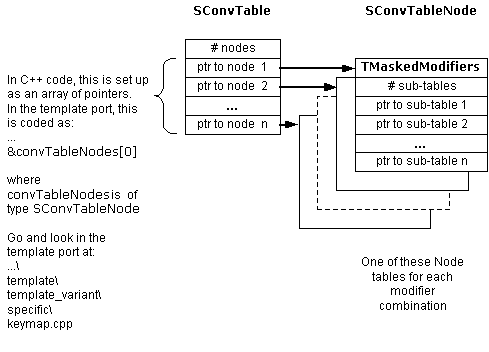 SConvTable
SConvTableNode
# nodes
ptr to node 1
ptr to node 2
...
ptr to node n
TMaskedModifiers
# sub-tables
ptr to sub-table 1
ptr to sub-table 2
...
ptr to sub-table n
In C++ code, this is set up
as an array of pointers.
In the template port, this
is coded as:
...
&convTableNodes[0]
where
convTableNodes is of
type SConvTableNode
Go and look in the
template port at:
...\
template\
template_variant\
specific\
keymap.cpp
One of these Node
tables for each
modifier
combination